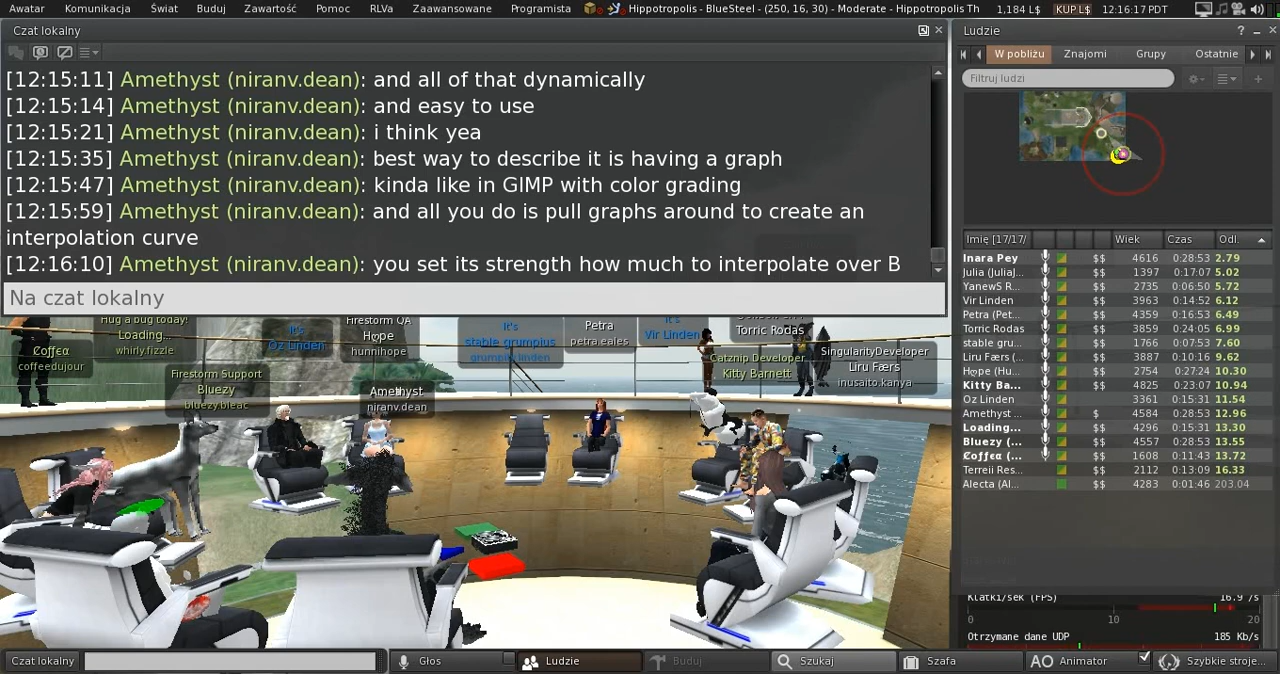 Awatar Komunikacja Świat Buduj Zawartość Pomoc RLVa Zaawansowane Programista Hippotropolis - BlueSteel - (250, 16, 30) - Moderate - Hippotropolis Th 1,184 L$ KUP L$ 12:16:17 PDT
Czat lokalny
[12:15:11] Amethyst (niranv.dean): and all of that dynamically
[12:15:14] Amethyst (niranv.dean): and easy to use
[12:15:21] Amethyst (niranv.dean): i think yea
[12:15:35] Amethyst (niranv.dean): best way to describe it is having a graph
[12:15:47] Amethyst (niranv.dean): kinda like in GIMP with color grading
[12:15:59] Amethyst (niranv.dean): and all you do is pull graphs around to create an
interpolation curve
[12:16:10] Amethyst (niranv.dean): you set its strength how much to interpolate over B
Na czat lokalny
Hug a bug today!
Loading...
whirly.fizzle
Coffεα
coffeedujour
It's
Oz Linden
Firestorm QA
Hope
hunnihope
Firestorm Support
Bluezy
bluezy.bleac
Amethyst
niranv.dean
It's
stable grumpius
grumpity.linden
Petra
petra.eales
It's
Vir Linden
Torric Rodas
Catznip Developer
Kitty Barnett
SingularityDeveloper
Liru Færs
inusaito.kanya
Ludzie
W pobliżu Znajomi Grupy Ostatnie
Filtruj ludzi
Imię [17/17/ Wiek Czas Odl.
Inara Pey $$ 4616 0:28:53 2.79
Julia (JuliaJ... $$ 1397 0:17:07 5.02
YanewS R... $$ 2735 0:06:50 5.72
Vir Linden $$ 3963 0:14:52 6.12
Petra (Pet... $$ 4359 0:16:53 6.49
Torric Rodas $$ 3859 0:24:05 6.99
stable gru... $$ 1766 0:07:53 7.60
Liru Færs (... $$ 3887 0:10:16 9.62
Hope (Hu... $$ 2754 0:27:24 10.30
Kitty Ba... $$ 4825 0:23:07 10.94
Oz Linden $$ 3361 0:15:31 11.54
Amethyst ... $ 4584 0:28:53 12.96
Loading... $$ 4296 0:15:31 13.30
Bluezy (... $$ 4557 0:28:53 13.55
Coffεα (... $$ 1608 0:11:43 13.72
Terreii Res... $$ 2112 0:13:09 16.33
Alecta (Al... $$ 4283 0:01:46 203.04
Klatki/sek (FPS) 16.9 /s
0 10 20
Otrzymane dane UDP 185 Kb/s
Czat lokalny Głos Ludzie Buduj Szukaj Szafa AO Animator Szybkie stroje...